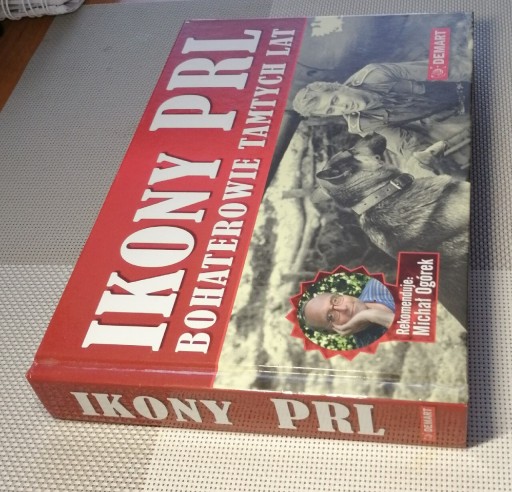 IKONY PRL
BOHATEROWIE TAMTYCH LAT
DEMART
Rekomenduje:
Michał Ogórek
IKONY PRL
DEMART